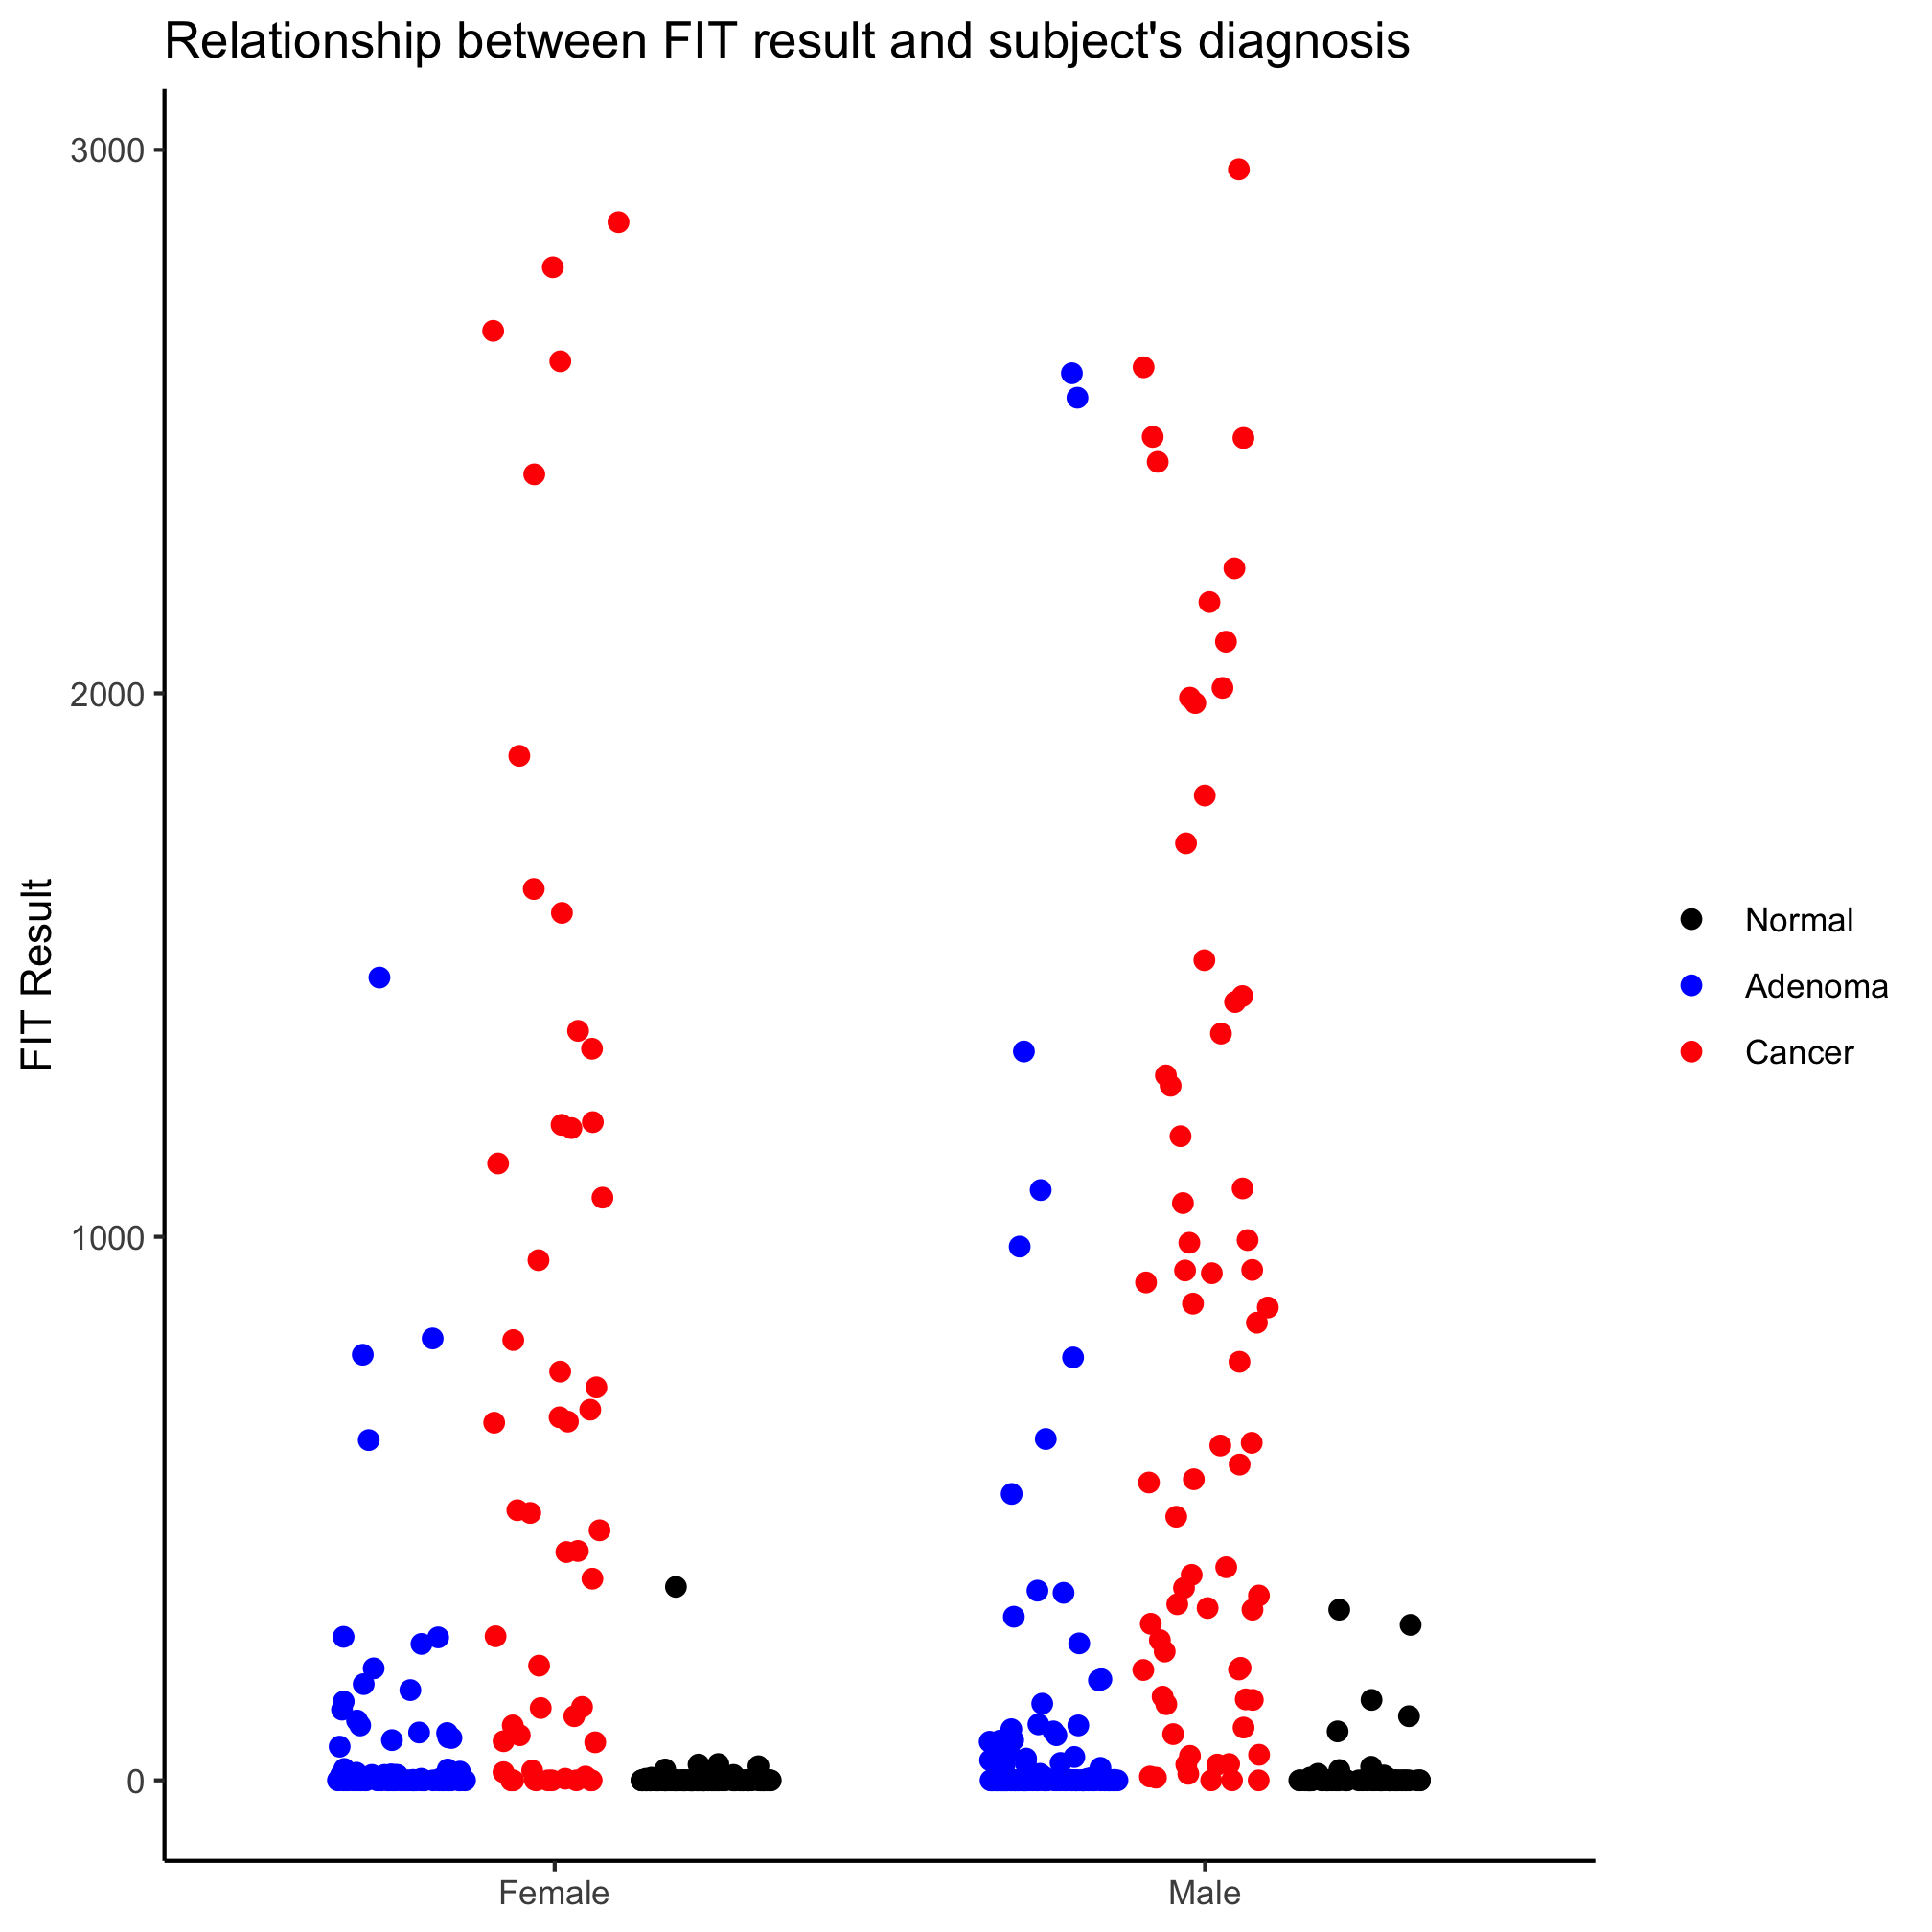 Relationship between FIT result and subject's diagnosis
3000
2000
1000
0
FIT Result
Female
Male
Normal
Adenoma
Cancer